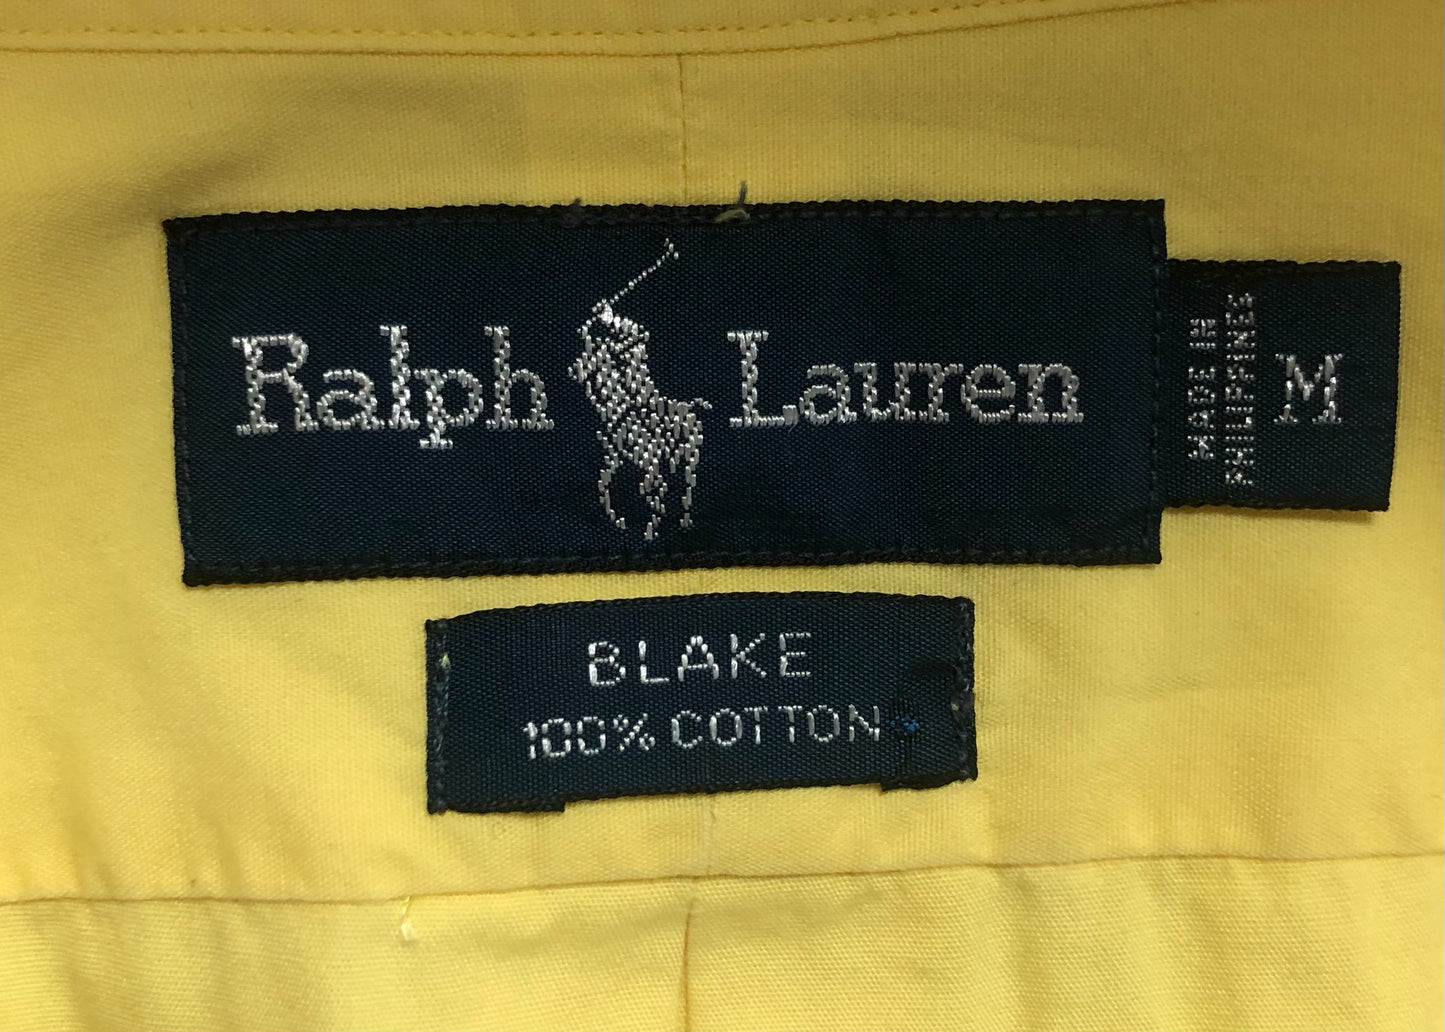 Ralph Lauren
MADE IN
PHILIPPINES
M
BLAKE
100% COTTON